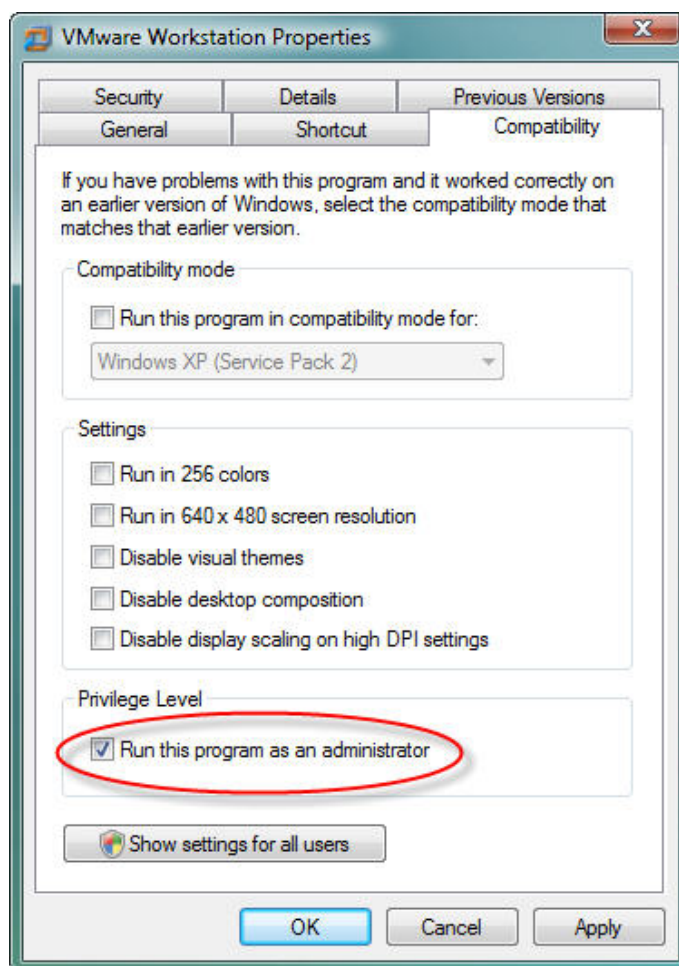 VMware Workstation Properties
Security Details Previous Versions
General Shortcut Compatibility
If you have problems with this program and it worked correctly on
an earlier version of Windows, select the compatibility mode that
matches that earlier version.
Compatibility mode
Run this program in compatibility mode for:
Windows XP (Service Pack 2)
Settings
Run in 256 colors
Run in 640 x 480 screen resolution
Disable visual themes
Disable desktop composition
Disable display scaling on high DPI settings
Privilege Level
Run this program as an administrator
Show settings for all users
OK Cancel Apply